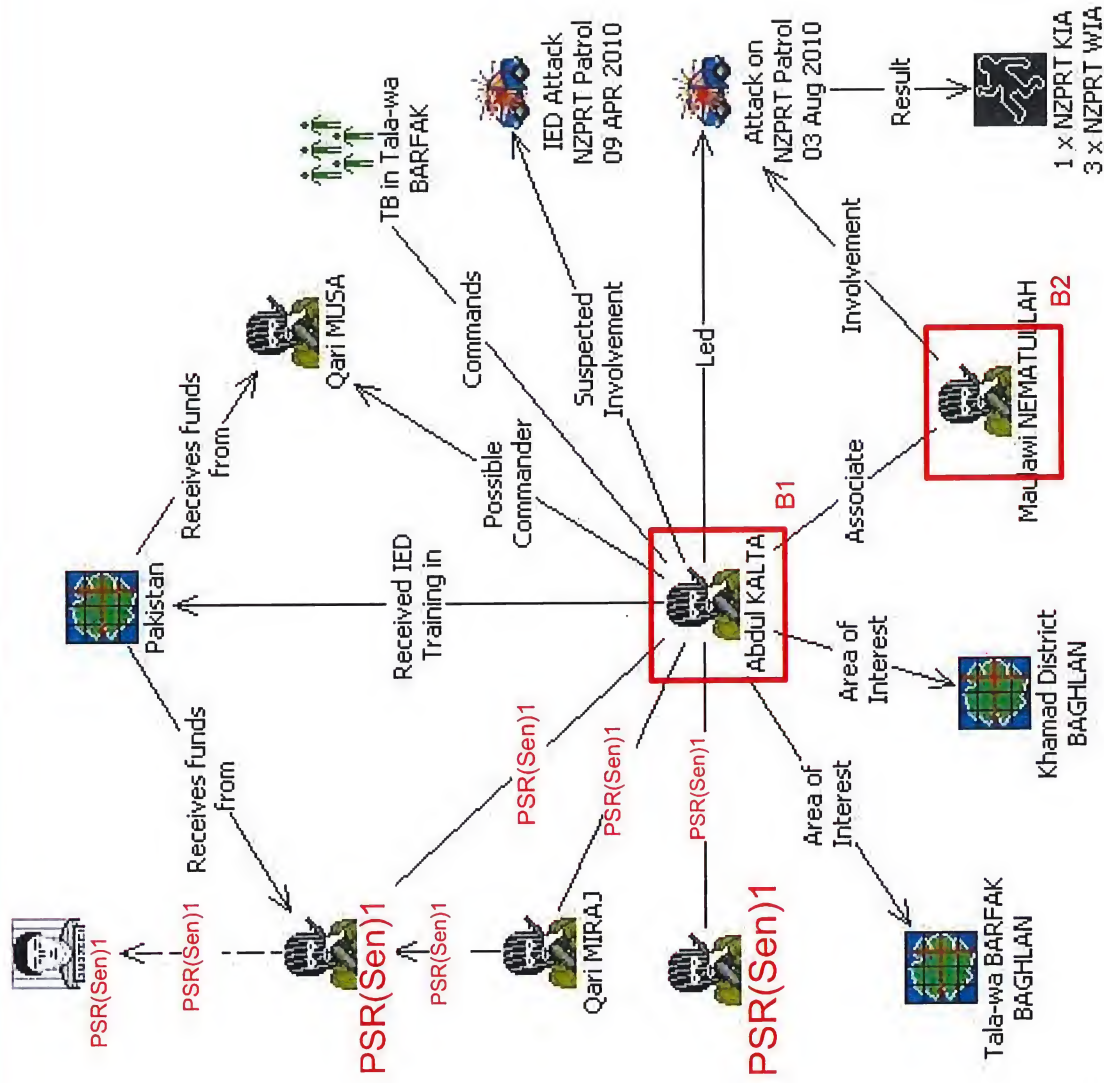 PSR(Sen)1
PSR(Sen)1
PSR(Sen)1
PSR(Sen)1
Qari MIRAJ
PSR(Sen)1
Tala-wa BARFAK
BAGHLAN
Receives funds
from
Pakistan
Receives funds
from
Qari MUSA
TB in Tala-wa
BARFAK
IED Attack
NZPRT Patrol
09 APR 2010
Attack on
NZPRT Patrol
03 Aug 2010
Result
1 x NZPRT KIA
3 x NZPRT WIA
PSR(Sen)1
PSR(Sen)1
PSR(Sen)1
Received IED
Training in
Possible
Commander
Commands
Suspected
Involvement
Led
Abdul KALTA
B1
Area of
Interest
Area of
Interest
Khamad District
BAGHLAN
Associate
Involvement
Maulawi NEMATULLAH
B2